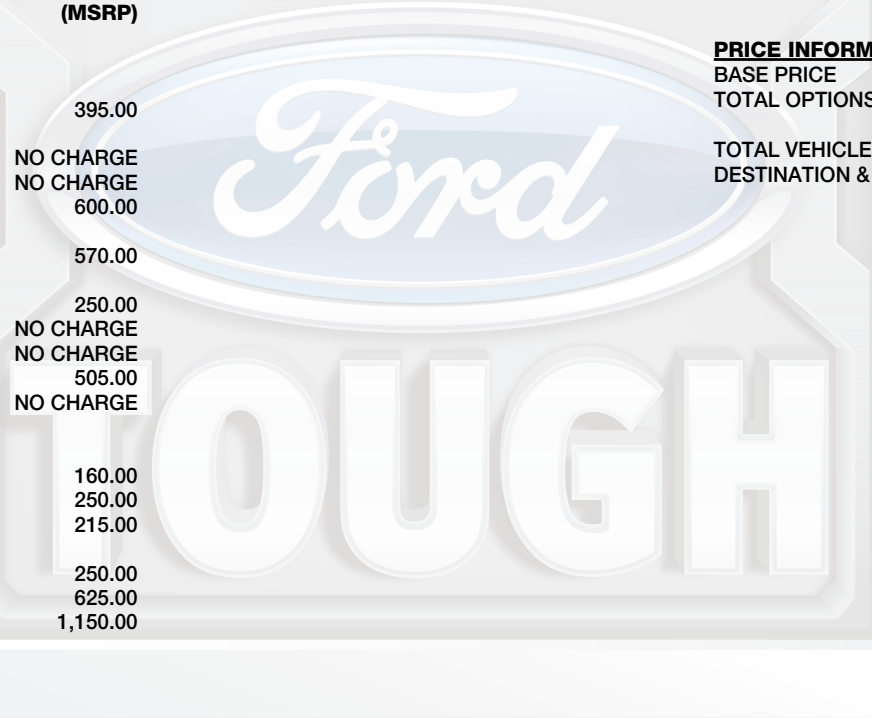 (MSRP)
395.00
NO CHARGE
NO CHARGE
600.00
570.00
250.00
NO CHARGE
NO CHARGE
505.00
NO CHARGE
160.00
250.00
215.00
250.00
625.00
1,150.00
PRICE INFORM
BASE PRICE
TOTAL OPTIONS
TOTAL VEHICLE
DESTINATION &
Ford
TOUGH